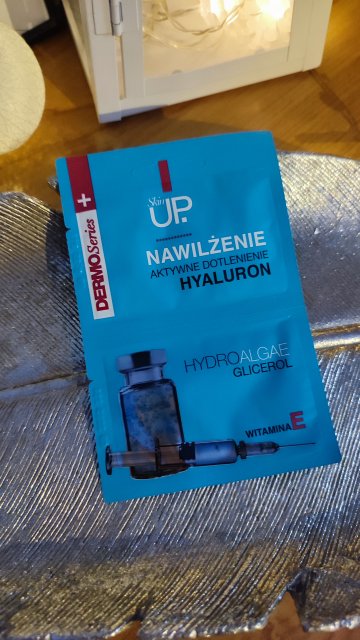 +
DERMO Series
Skin
UP.
NAWILŻENIE
AKTYWNE DOTLENIENIE
HYALURON
HYDROALGAE
GLICEROL
WITAMINA E